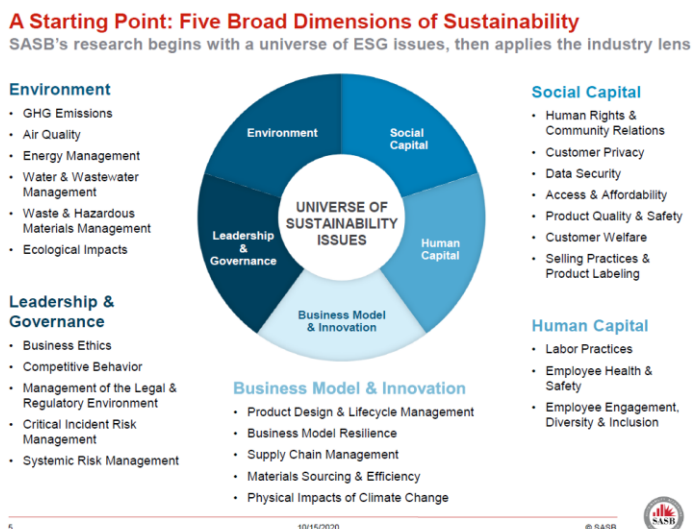 A Starting Point: Five Broad Dimensions of Sustainability
SASB's research begins with a universe of ESG issues, then applies the industry lens
Environment
• GHG Emissions
• Air Quality
• Energy Management
• Water & Wastewater
Management
• Waste & Hazardous
Materials Management
• Ecological Impacts
Leadership &
Governance
• Business Ethics
• Competitive Behavior
• Management of the Legal &
Regulatory Environment
• Critical Incident Risk
Management
• Systemic Risk Management
Environment
Social
Capital
Human
Capital
Business Model
& Innovation
Leadership
&
Governance
UNIVERSE OF
SUSTAINABILITY
ISSUES
Business Model & Innovation
• Product Design & Lifecycle Management
• Business Model Resilience
• Supply Chain Management
• Materials Sourcing & Efficiency
• Physical Impacts of Climate Change
Social Capital
• Human Rights &
Community Relations
• Customer Privacy
• Data Security
• Access & Affordability
• Product Quality & Safety
• Customer Welfare
• Selling Practices &
Product Labeling
Human Capital
• Labor Practices
• Employee Health &
Safety
• Employee Engagement,
Diversity & Inclusion
5
10/15/2020
© SASB
SASB